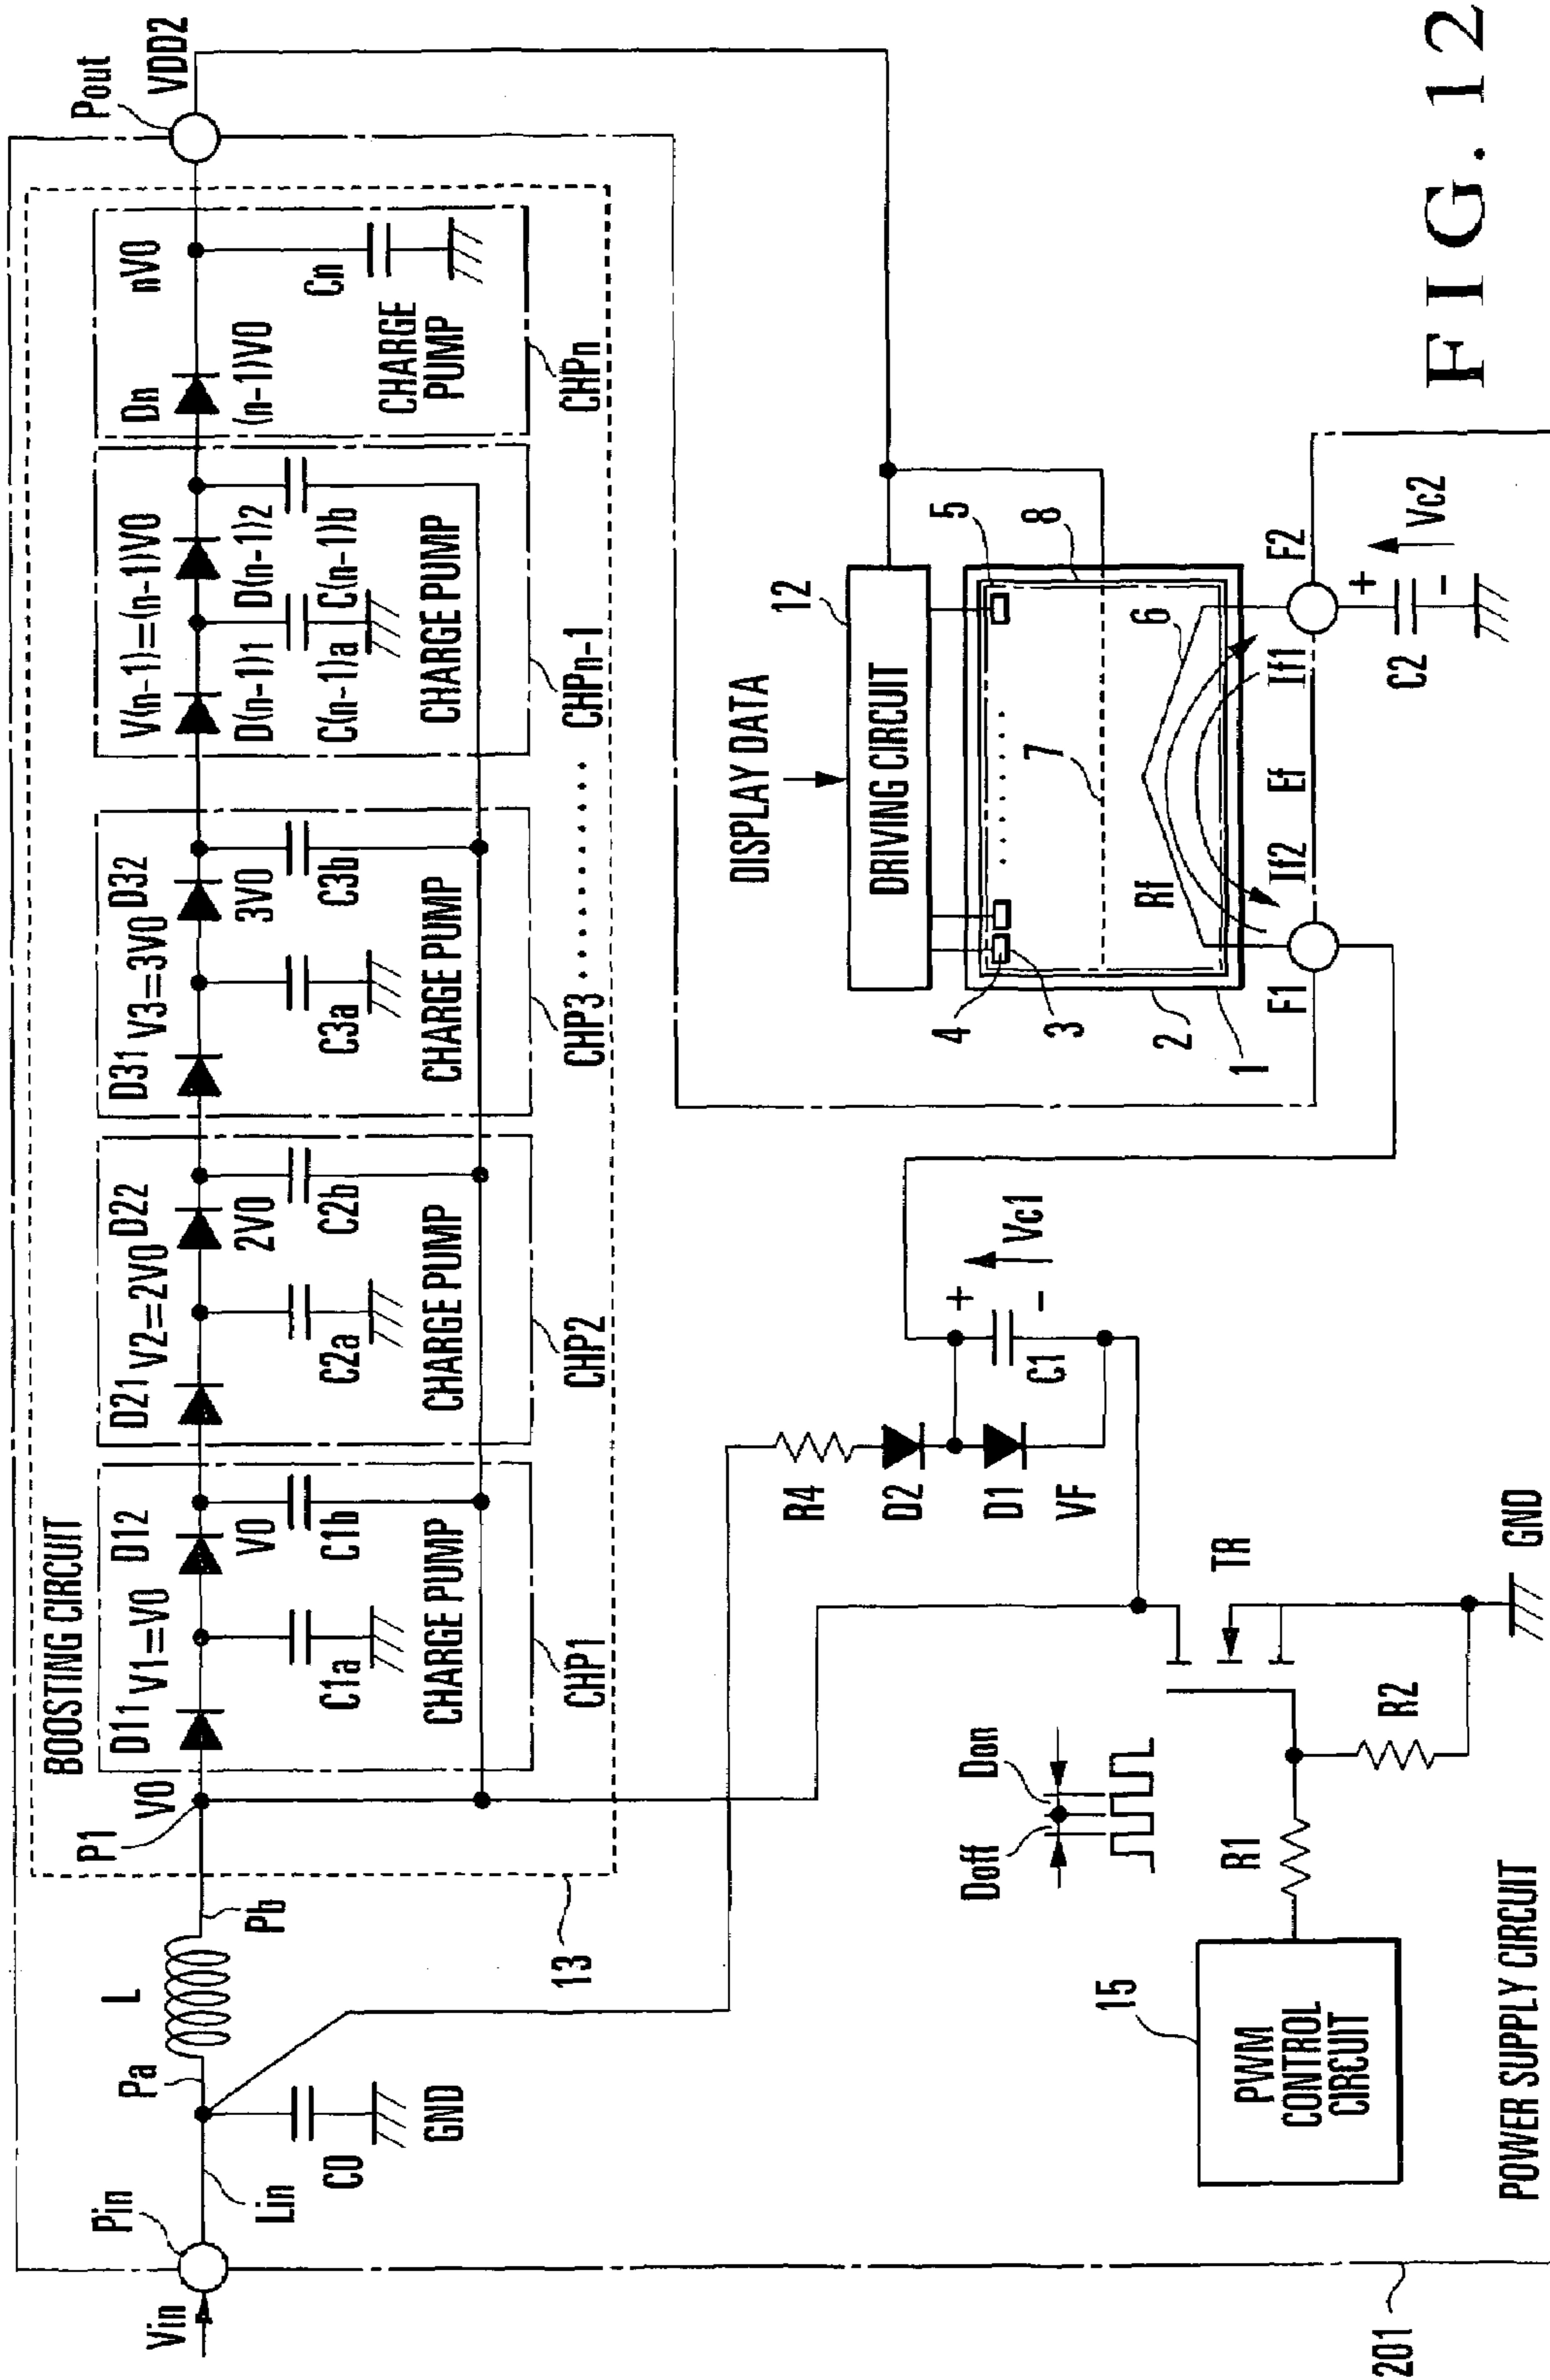 FIG. 12
Vin
Pin
Lin
C0
GND
Pa
L
Pb
P1
V0
13
BOOSTING CIRCUIT
D11
V1=V0
D12
V0
C1a
C1b
CHARGE PUMP
CHP1
D21
V2=2V0
D22
2V0
C2a
C2b
CHARGE PUMP
CHP2
D31
V3=3V0
D32
3V0
C3a
C3b
CHARGE PUMP
CHP3
V(n-1)=(n-1)V0
D(n-1)1
D(n-1)2
C(n-1)a
C(n-1)b
CHARGE PUMP
CHPn-1
Dn
nV0
(n-1)V0
Cn
CHARGE
PUMP
CHPn
Pout
VDD2
DISPLAY DATA
DRIVING CIRCUIT
12
5
8
4
3
7
6
2
1
Rf
F1
If2
Ef
If1
F2
C2
+
-
Vc2
R4
D2
D1
VF
C1
+
-
Vc1
TR
GND
R2
R1
Doff
Don
15
PWM
CONTROL
CIRCUIT
POWER SUPPLY CIRCUIT
201